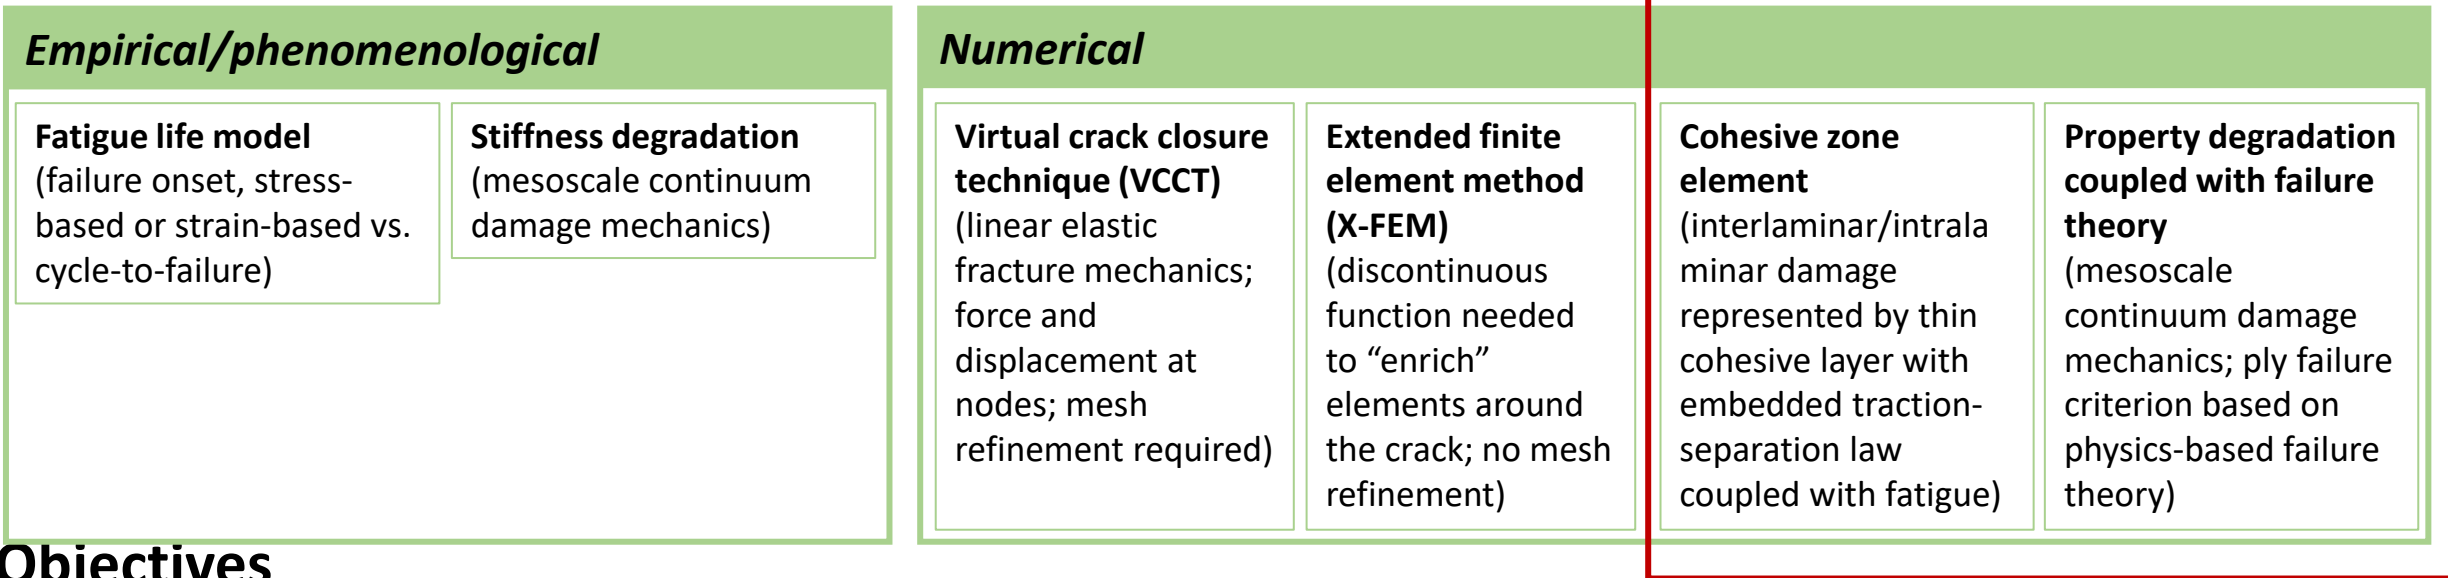 Empirical/phenomenological
Fatigue life model
(failure onset, stress-
based or strain-based vs.
cycle-to-failure)
Stiffness degradation
(mesoscale continuum
damage mechanics)
Numerical
Virtual crack closure
technique (VCCT)
(linear elastic
fracture mechanics;
force and
displacement at
nodes; mesh
refinement required)
Extended finite
element method
(X-FEM)
(discontinuous
function needed
to “enrich”
elements around
the crack; no mesh
refinement)
Cohesive zone
element
(interlaminar/intrala
minar damage
represented by thin
cohesive layer with
embedded traction-
separation law
coupled with fatigue)
Property degradation
coupled with failure
theory
(mesoscale
continuum damage
mechanics; ply failure
criterion based on
physics-based failure
theory)
Objectives